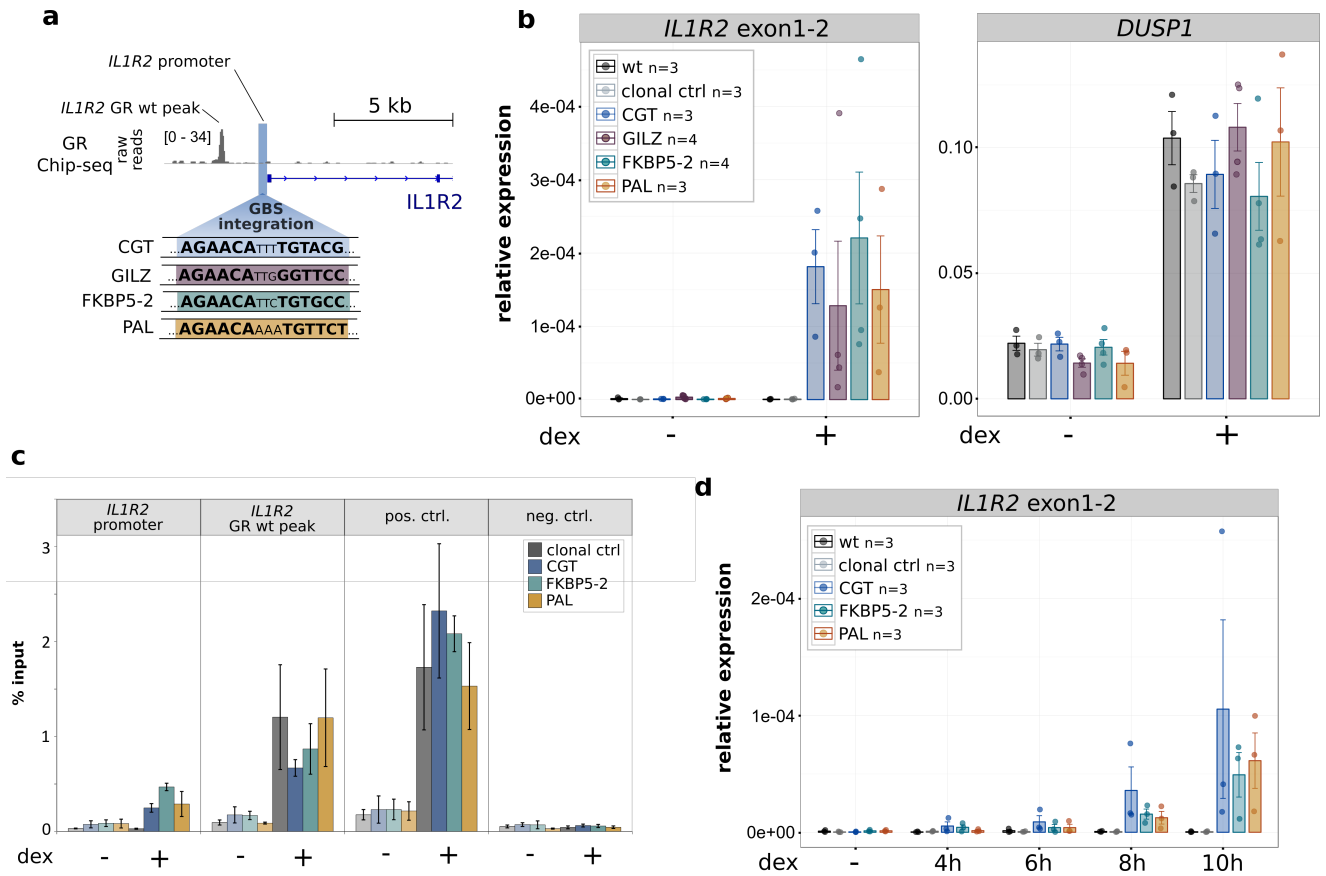 a
IL1R2 promoter
IL1R2 GR wt peak
5 kb
GR
Chip-seq
raw
reads
[0 - 34]
IL1R2
GBS
integration
CGT ...AGAACATTTTGTACG...
GILZ ...AGAACATTGGGTTCC...
FKBP5-2 ...AGAACATTCTGTGCC...
PAL ...AGAACAAAATGTTCT...
b
IL1R2 exon1-2
relative expression
4e-04
3e-04
2e-04
1e-04
0e+00
wt n=3
clonal ctrl n=3
CGT n=3
GILZ n=4
FKBP5-2 n=4
PAL n=3
dex - +
DUSP1
0.10
0.05
0.00
dex - +
c
IL1R2
promoter
IL1R2
GR wt peak
pos. ctrl.
neg. ctrl.
% input
3
2
1
0
clonal ctrl
CGT
FKBP5-2
PAL
dex - + - + - + - +
d
IL1R2 exon1-2
relative expression
2e-04
1e-04
0e+00
wt n=3
clonal ctrl n=3
CGT n=3
FKBP5-2 n=3
PAL n=3
dex - 4h 6h 8h 10h